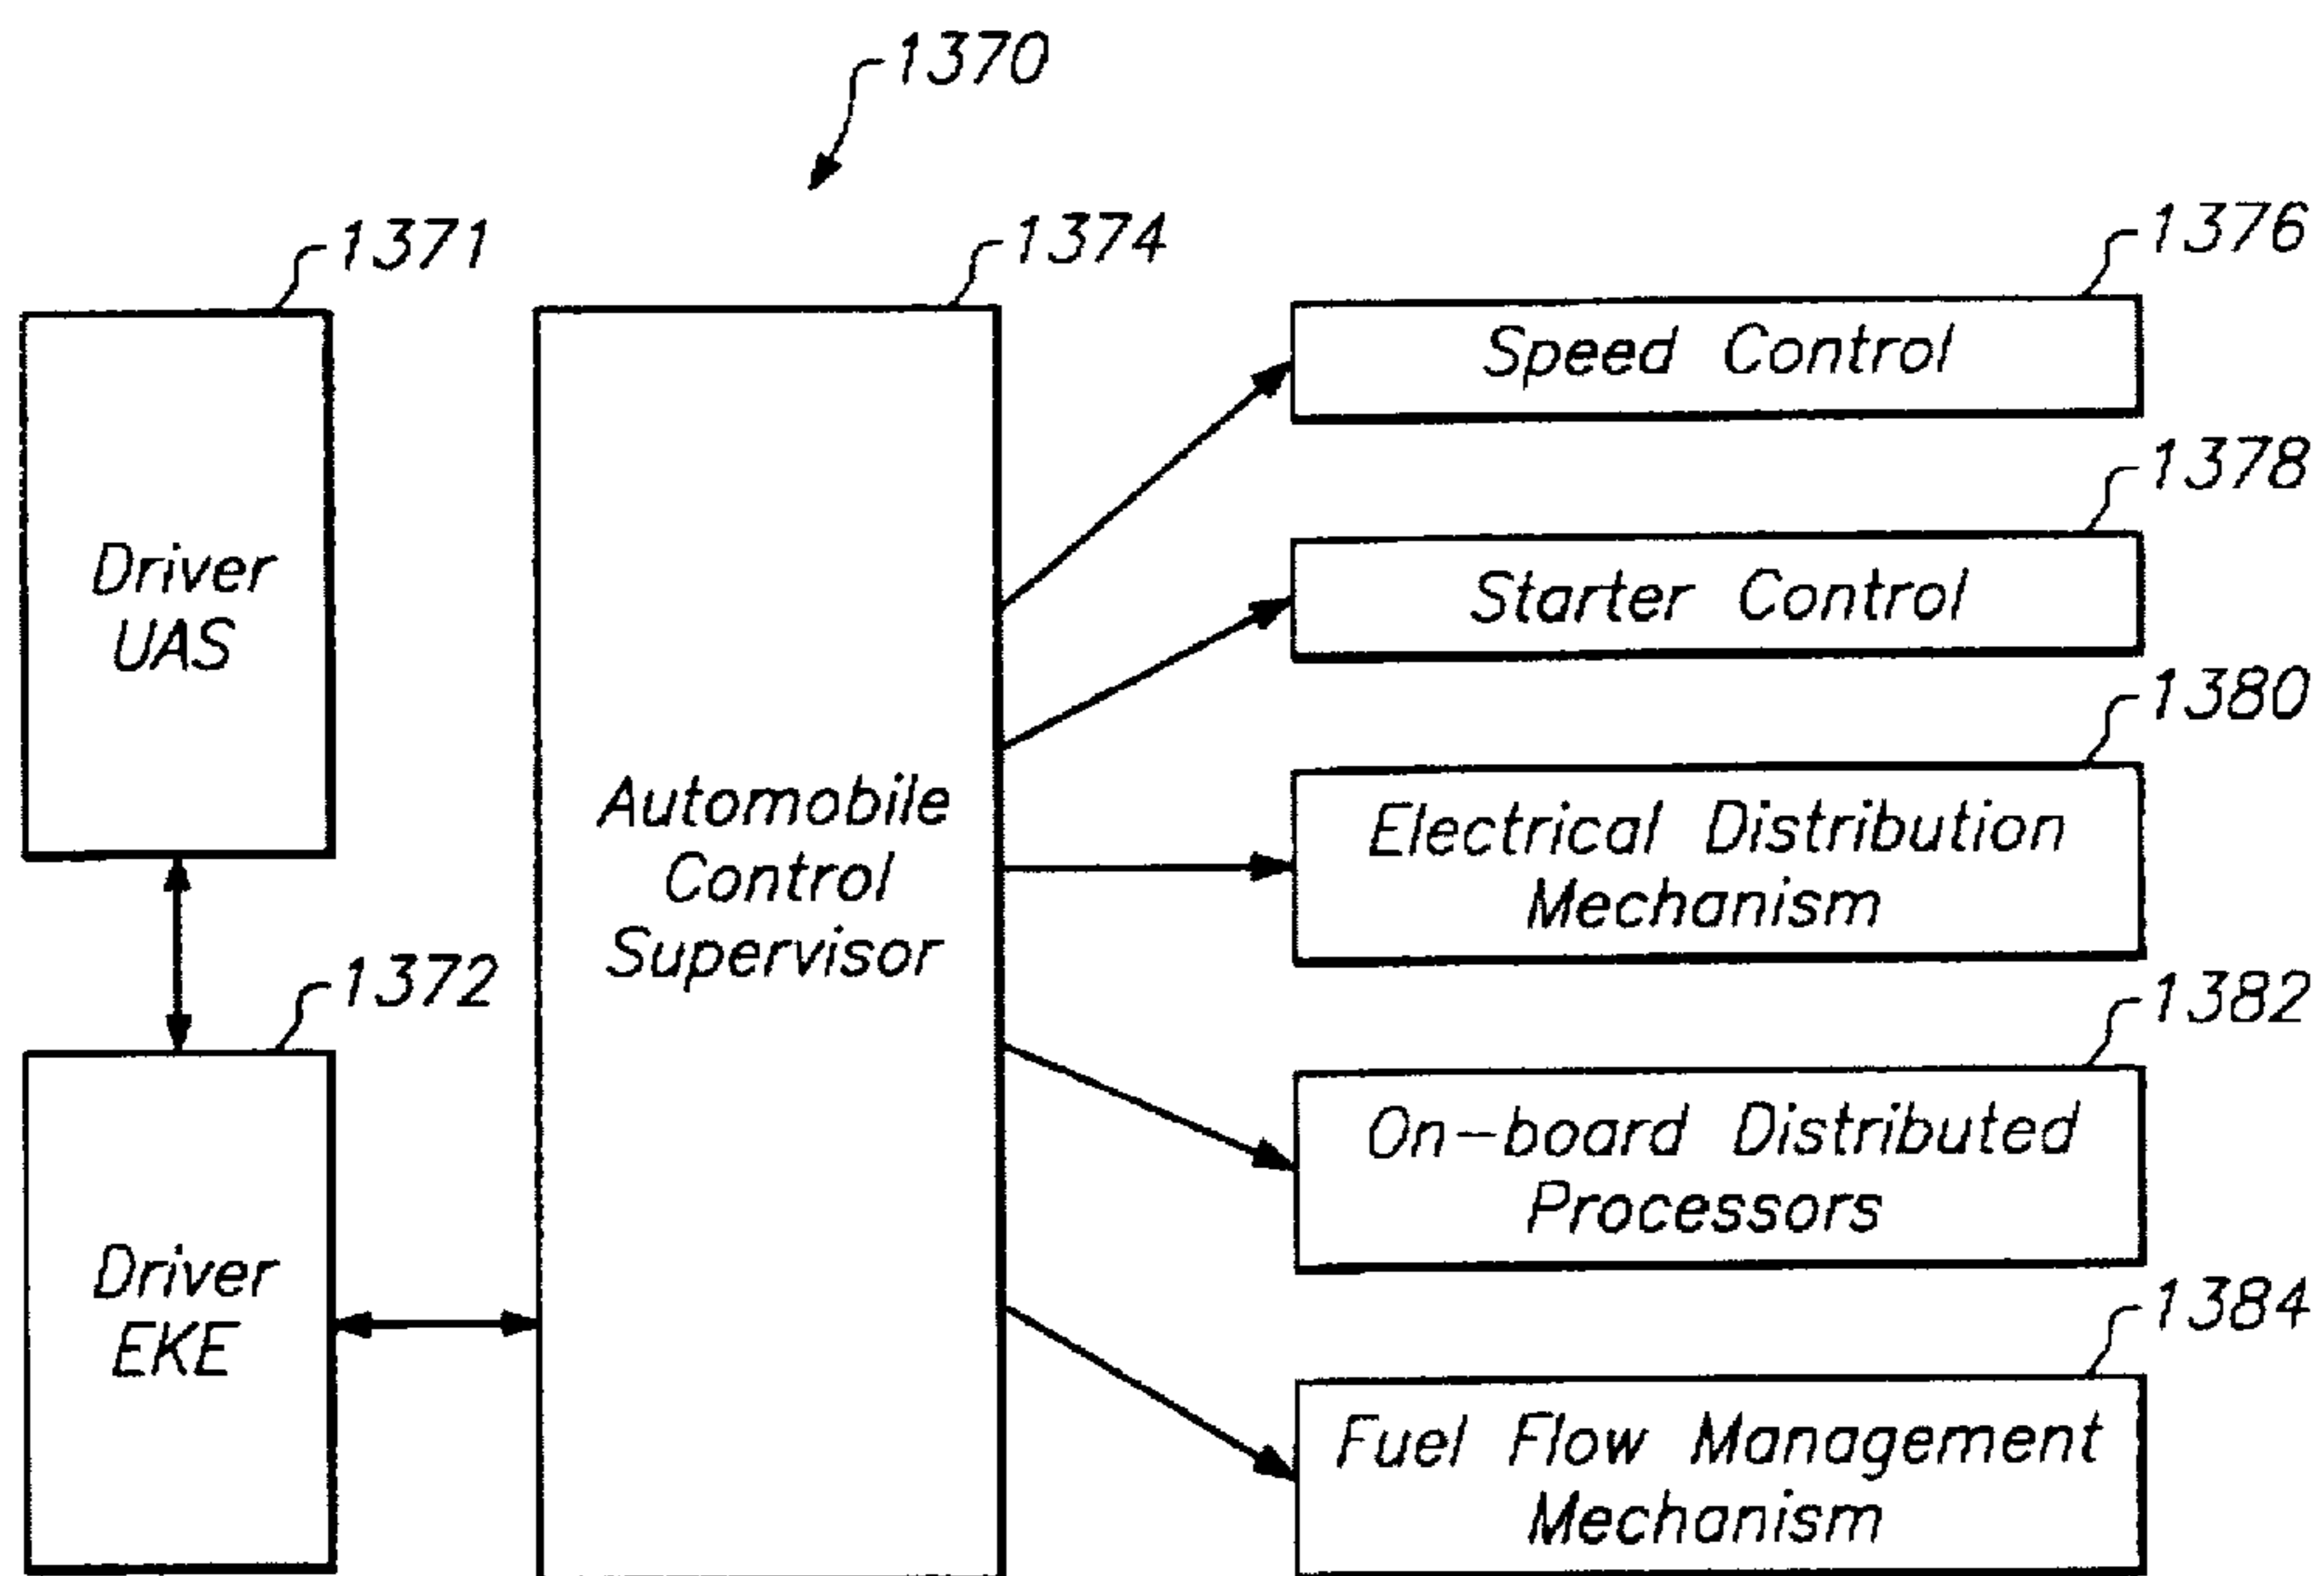 1370
1371
1374
1376
Speed Control
1378
Starter Control
1380
Driver
UAS
Electrical Distribution
Mechanism
Automobile
Control
Supervisor
1372
1382
On-board Distributed
Processors
Driver
EKE
1384
Fuel Flow Management
Mechanism